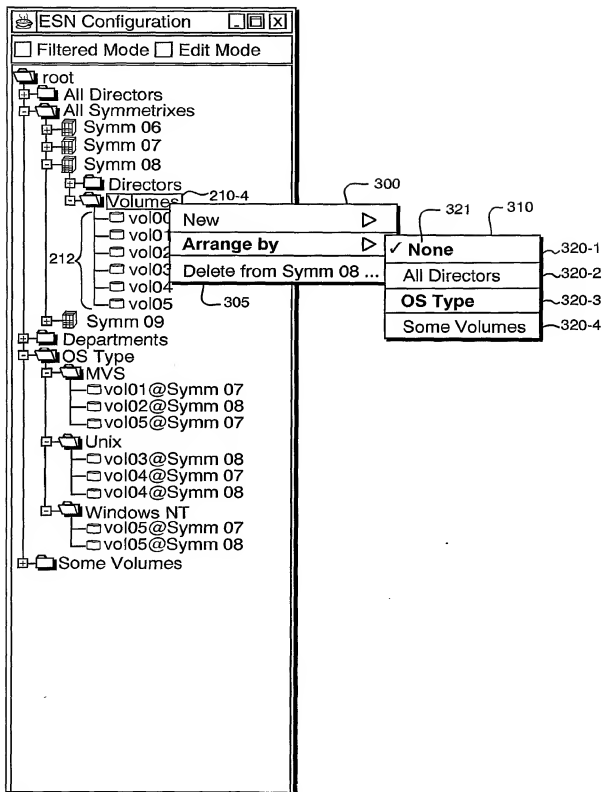 ESN Configuration
Filtered Mode Edit Mode
root
All Directors
All Symmetrixes
Symm 06
Symm 07
Symm 08
Directors
Volumes
210-4
vol00
vol01
vol02
vol03
vol04
vol05
212
300
New
Arrange by
Delete from Symm 08 ...
305
321
310
✓ None
320-1
All Directors
320-2
OS Type
320-3
Some Volumes
320-4
Symm 09
Departments
OS Type
MVS
vol01@Symm 07
vol02@Symm 08
vol05@Symm 07
Unix
vol03@Symm 08
vol04@Symm 07
vol04@Symm 08
Windows NT
vol05@Symm 07
vol05@Symm 08
Some Volumes